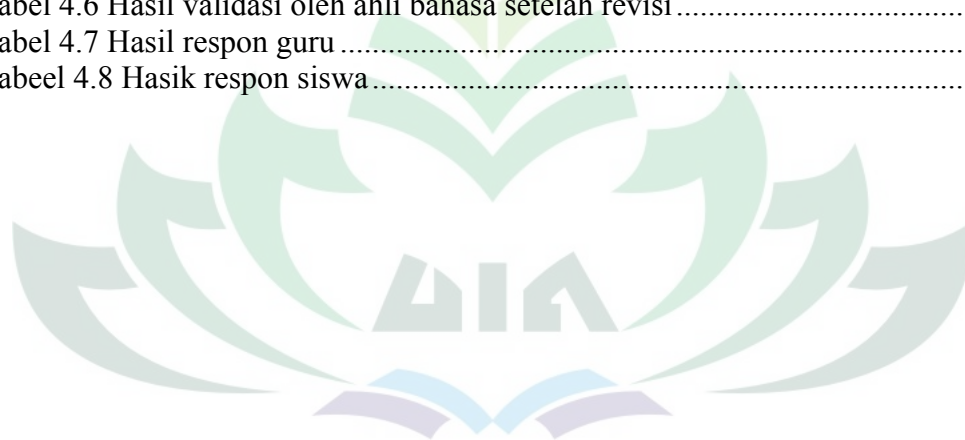 abel 4.6 Hasil validasi oleh ahli bahasa setelah revisi................................
abel 4.7 Hasil respon guru..............................................................................
abeel 4.8 Hasik respon siswa..........................................................................
UIN